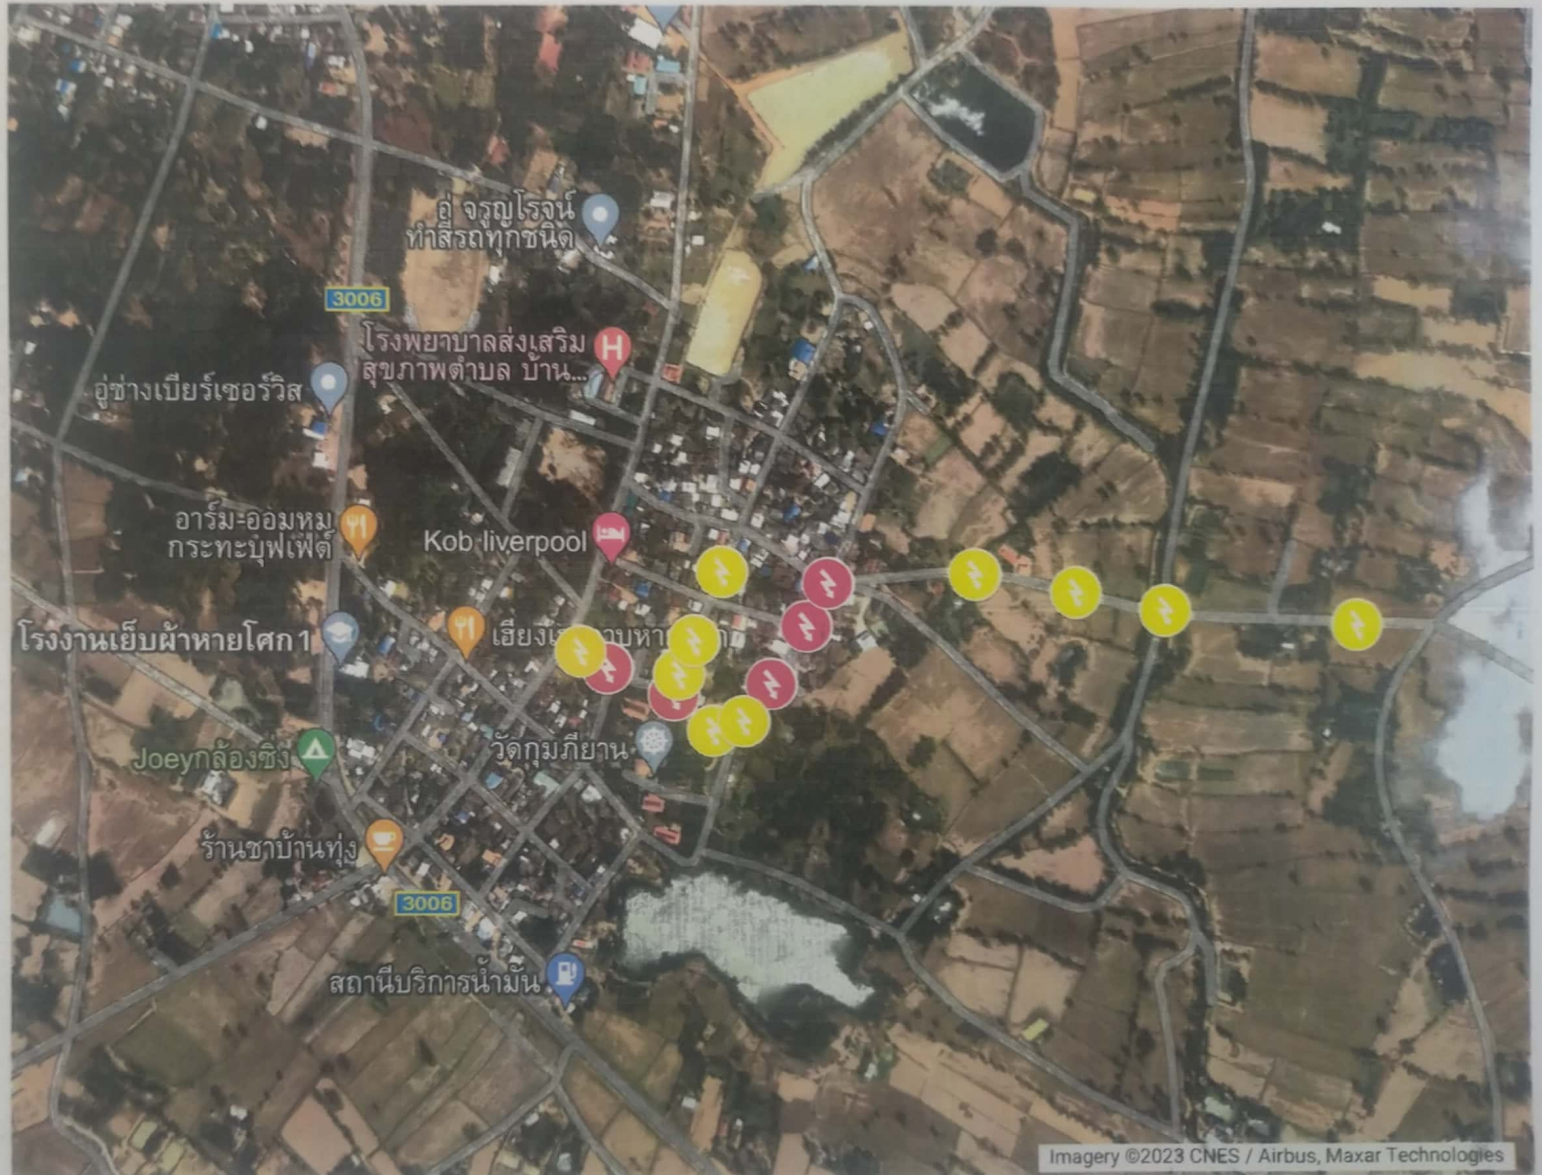 อู่ จรูญโรจน์
ทำสีรถทุกชนิด
3006
โรงพยาบาลส่งเสริม
สุขภาพตำบล บ้าน...
อู่ช่างเบียร์เซอร์วิส
อาร์ม-ออมหมู
กระทะบุฟเฟ่ต์
Kob liverpool
โรงงานเย็บผ้าหายโศก 1
วัดกุมภียาน
Joeyกล้องซิ่ง
ร้านชาบ้านทุ่ง
3006
สถานีบริการน้ำมัน
Imagery ©2023 CNES / Airbus, Maxar Technologies